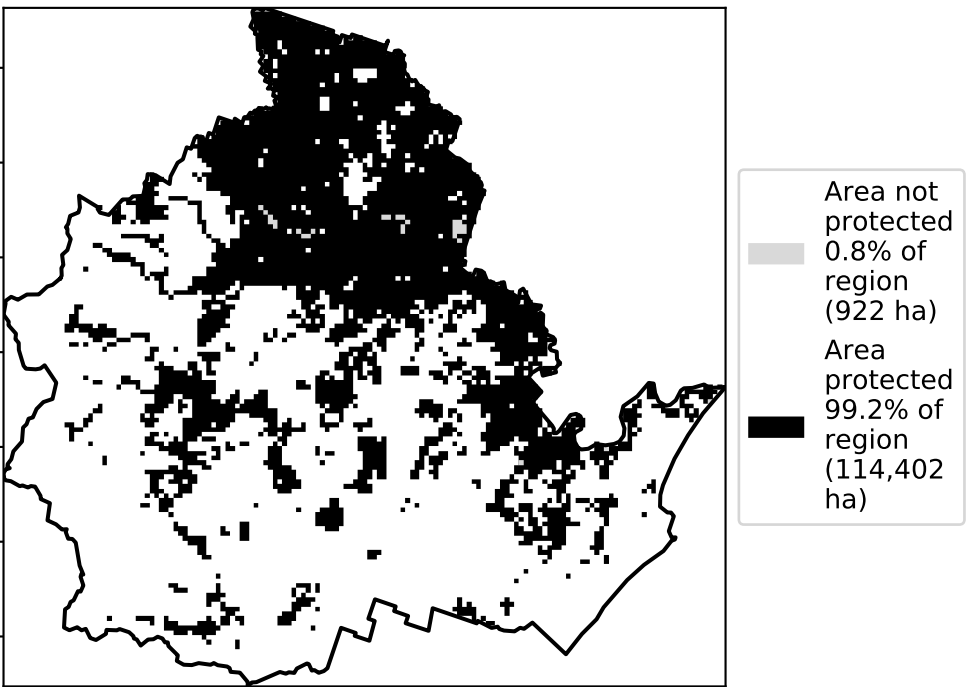 Area not
protected
0.8% of
region
(922 ha)
Area
protected
99.2% of
region
(114,402
ha)